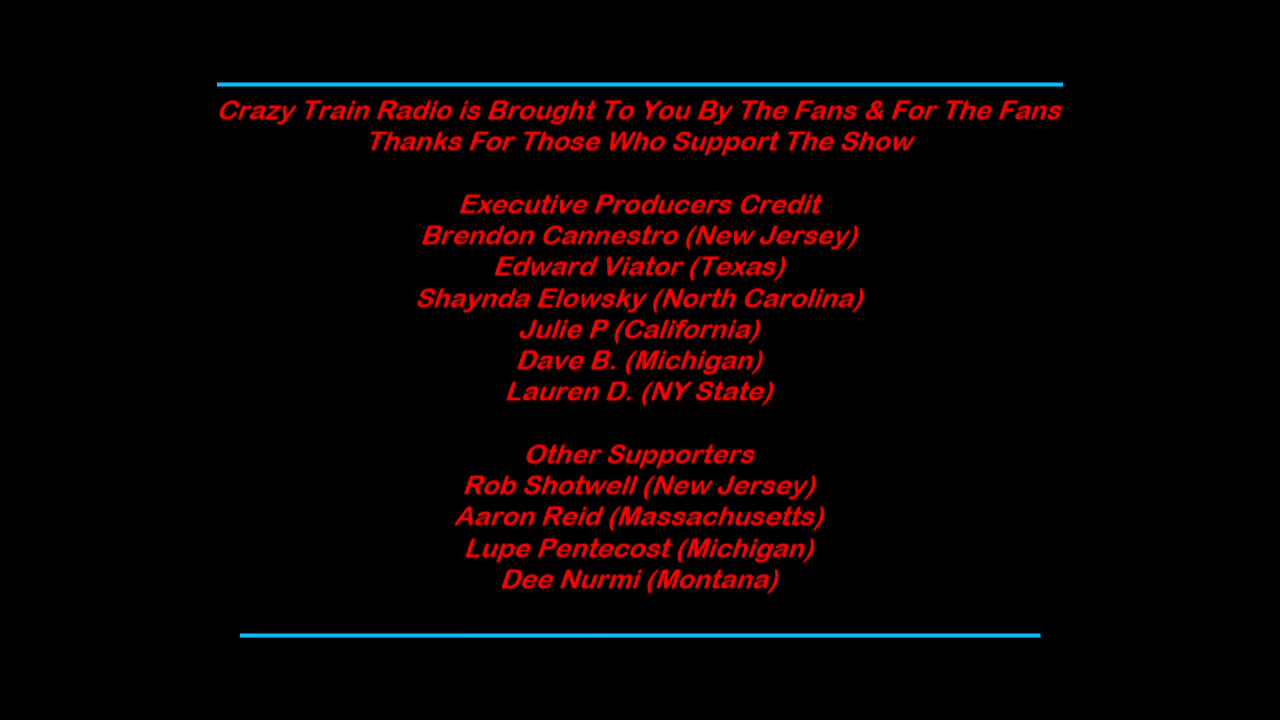 Crazy Train Radio is Brought To You By The Fans & For The Fans
Thanks For Those Who Support The Show
Executive Producers Credit
Brendon Cannestro (New Jersey)
Edward Viator (Texas)
Shaynda Elowsky (North Carolina)
Julie P (California)
Dave B. (Michigan)
Lauren D. (NY State)
Other Supporters
Rob Shotwell (New Jersey)
Aaron Reid (Massachusetts)
Lupe Pentecost (Michigan)
Dee Nurmi (Montana)